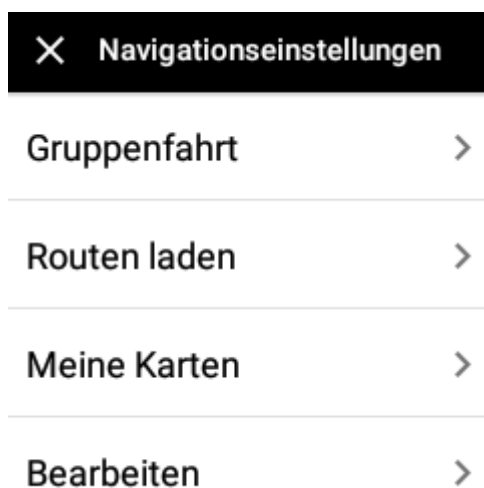 Navigationseinstellungen
Gruppenfahrt
Routen laden
Meine Karten
Bearbeiten